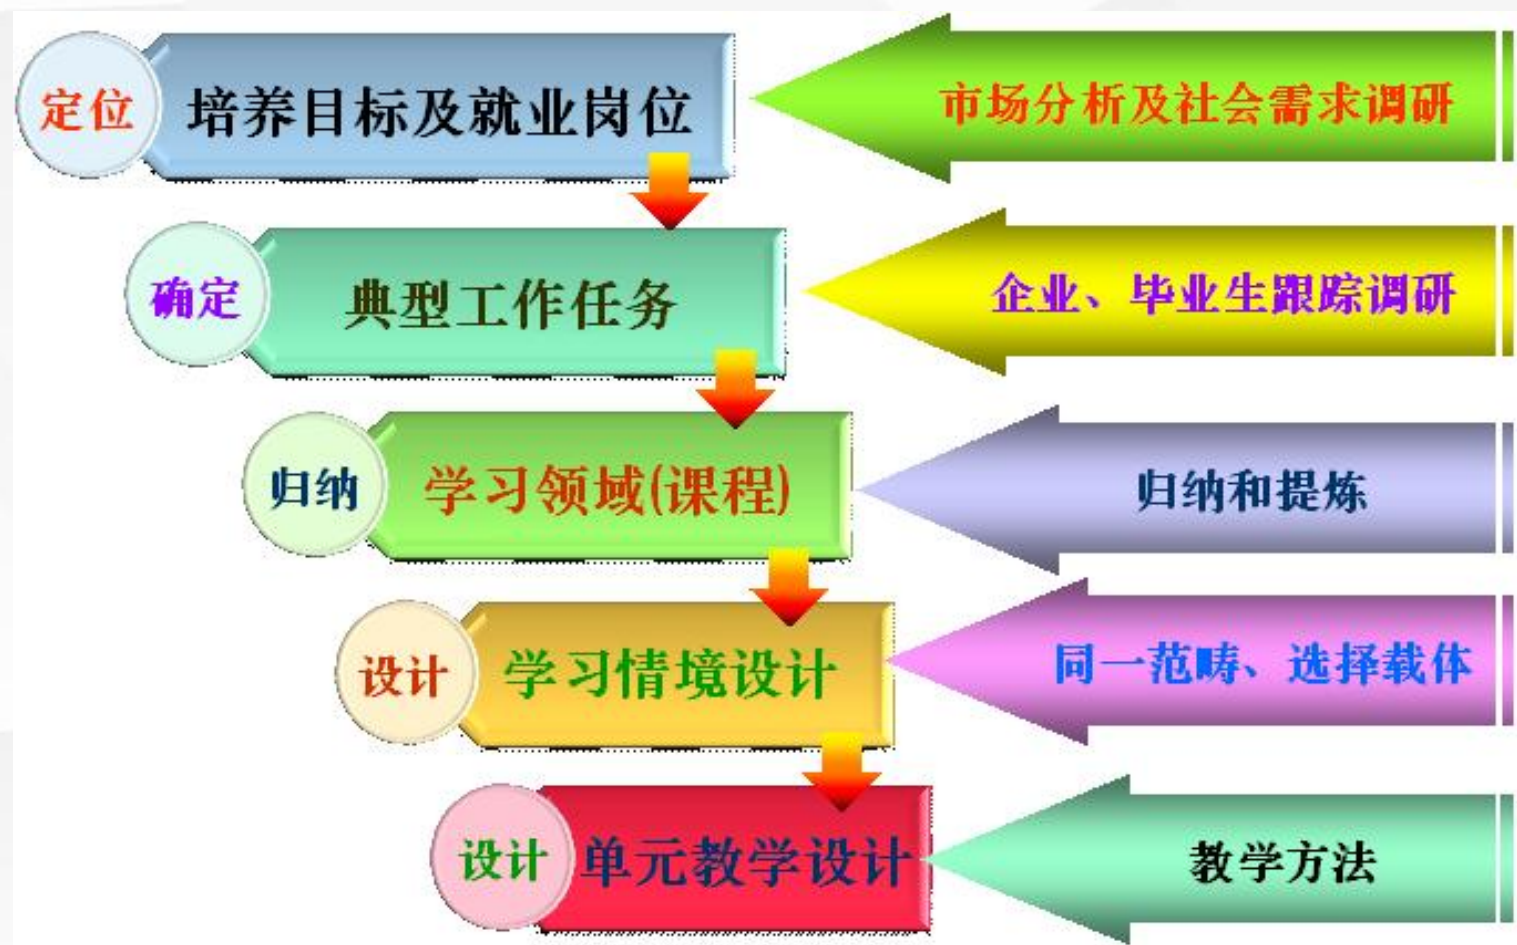 定位
培养目标及就业岗位
市场分析及社会需求调研
确定
典型工作任务
企业、毕业生跟踪调研
归纳
学习领域(课程)
归纳和提炼
设计
学习情境设计
同一范畴、选择载体
设计
单元教学设计
教学方法